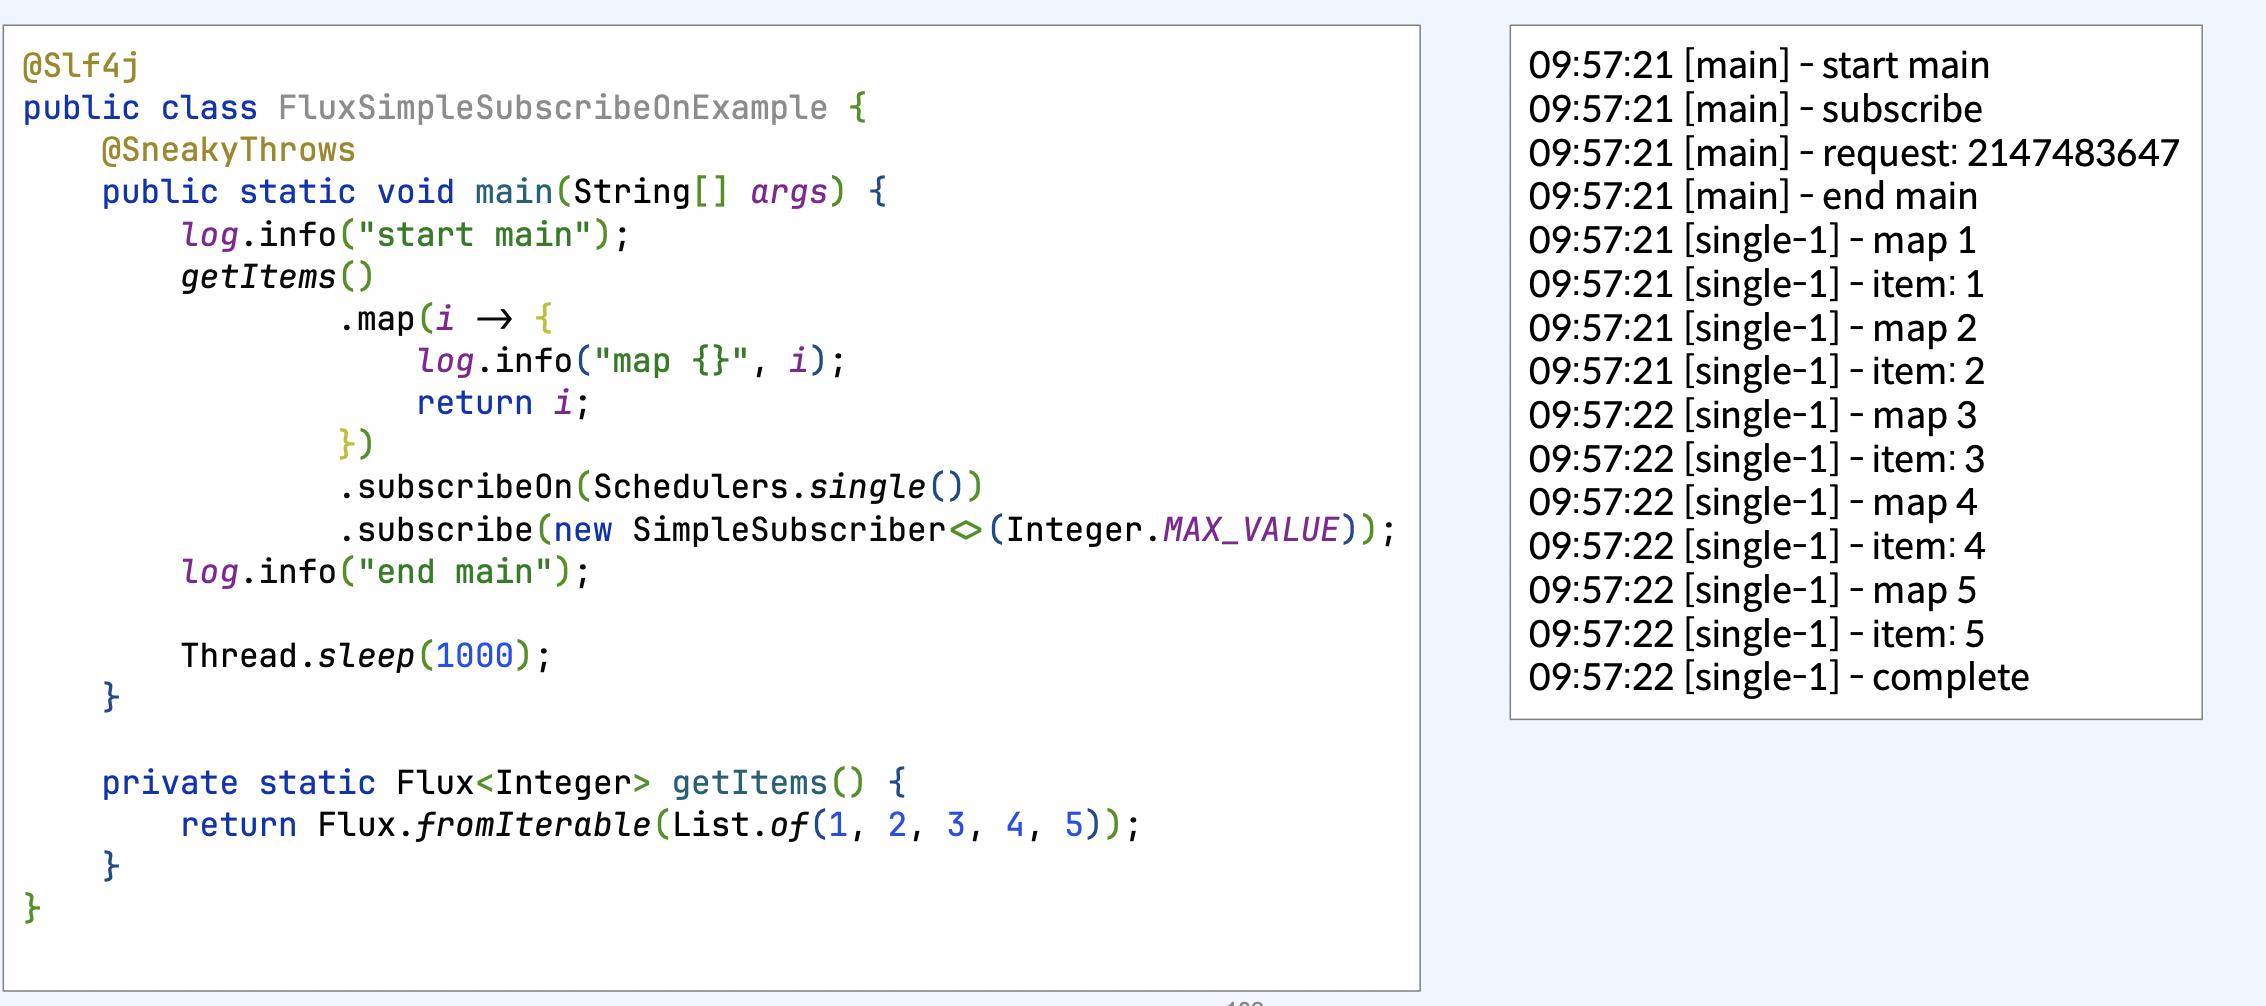 @Slf4j
public class FluxSimpleSubscribeOnExample {
    @SneakyThrows
    public static void main(String[] args) {
        log.info("start main");
        getItems()
                .map(i -> {
                    log.info("map {}", i);
                    return i;
                })
                .subscribeOn(Schedulers.single())
                .subscribe(new SimpleSubscriber<>(Integer.MAX_VALUE));
        log.info("end main");

        Thread.sleep(1000);
    }

    private static Flux<Integer> getItems() {
        return Flux.fromIterable(List.of(1, 2, 3, 4, 5));
    }
}
09:57:21 [main] - start main
09:57:21 [main] - subscribe
09:57:21 [main] - request: 2147483647
09:57:21 [main] - end main
09:57:21 [single-1] - map 1
09:57:21 [single-1] - item: 1
09:57:21 [single-1] - map 2
09:57:21 [single-1] - item: 2
09:57:22 [single-1] - map 3
09:57:22 [single-1] - item: 3
09:57:22 [single-1] - map 4
09:57:22 [single-1] - item: 4
09:57:22 [single-1] - map 5
09:57:22 [single-1] - item: 5
09:57:22 [single-1] - complete